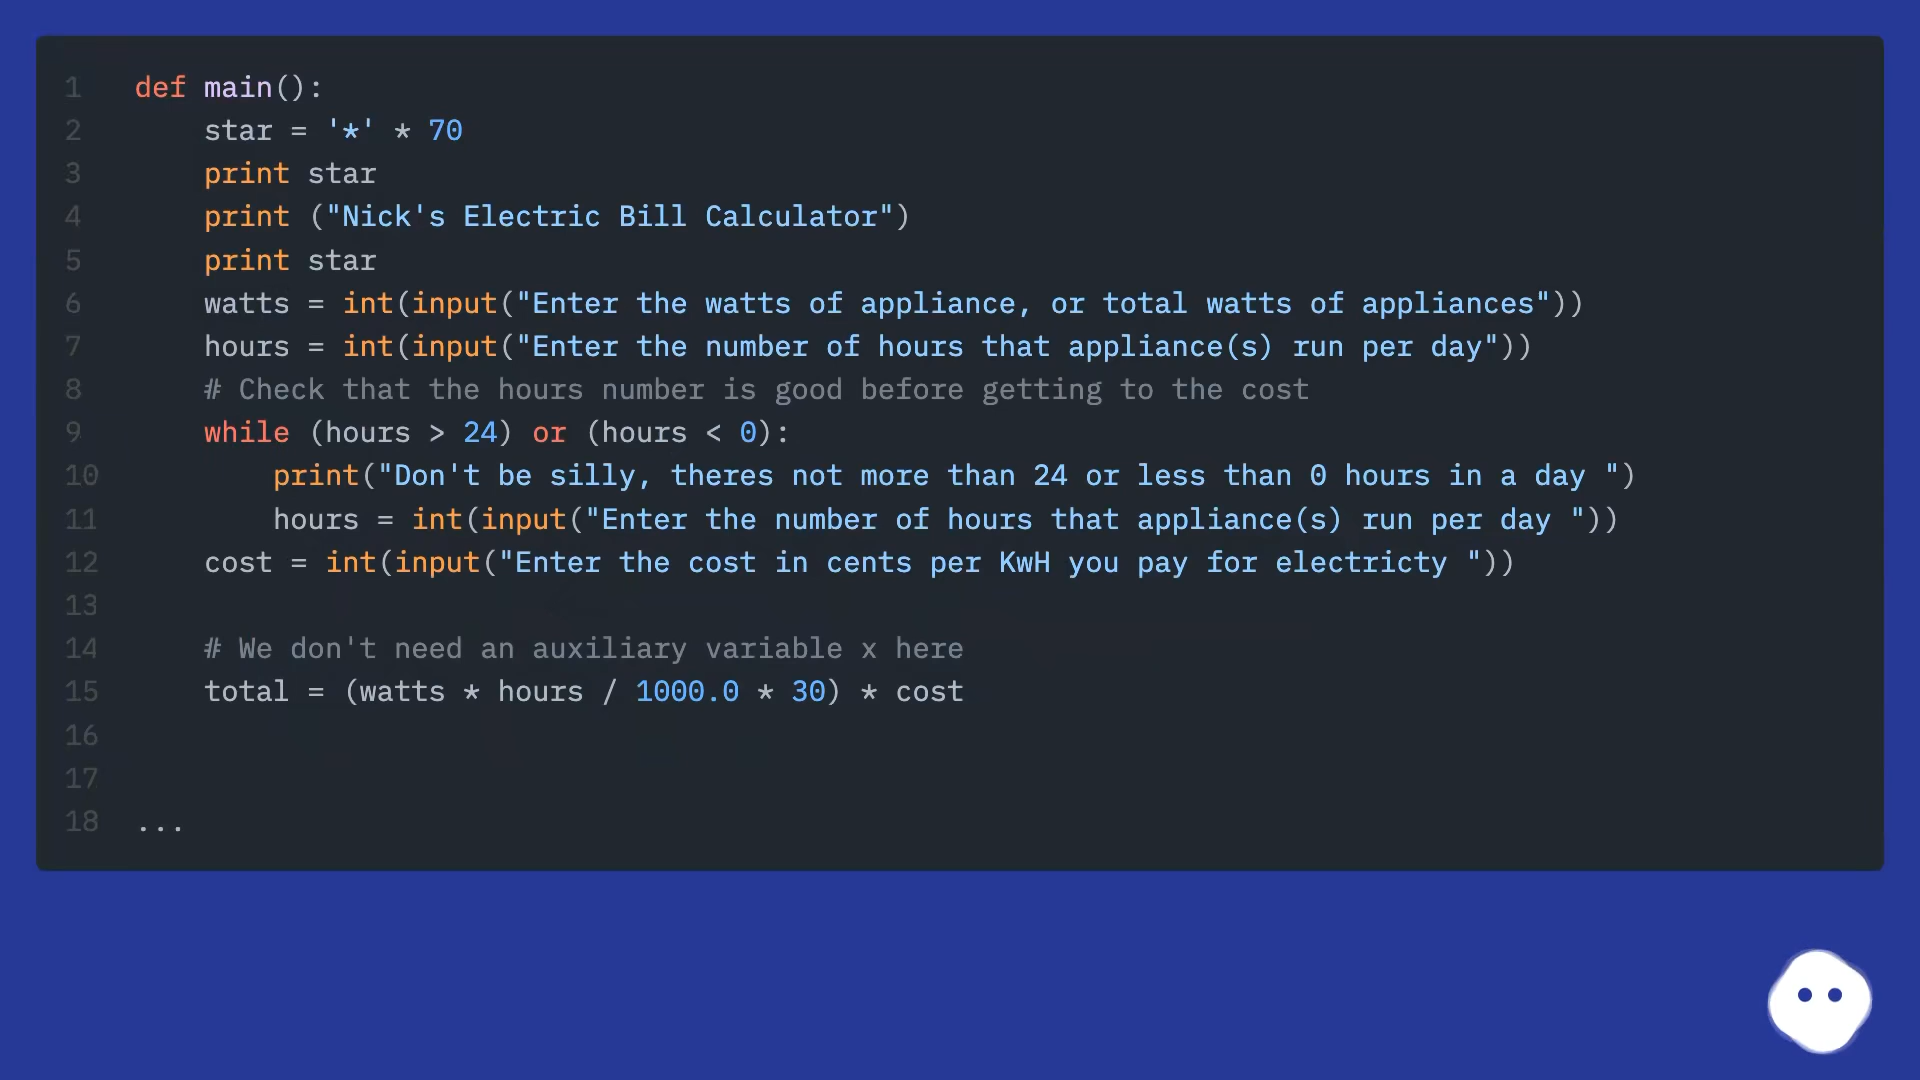 1 def main():
2     star = '*' * 70
3     print star
4     print ("Nick's Electric Bill Calculator")
5     print star
6     watts = int(input("Enter the watts of appliance, or total watts of appliances"))
7     hours = int(input("Enter the number of hours that appliance(s) run per day"))
8     # Check that the hours number is good before getting to the cost
9     while (hours > 24) or (hours < 0):
10         print("Don't be silly, theres not more than 24 or less than 0 hours in a day ")
11         hours = int(input("Enter the number of hours that appliance(s) run per day "))
12     cost = int(input("Enter the cost in cents per KwH you pay for electricty "))
13
14     # We don't need an auxiliary variable x here
15     total = (watts * hours / 1000.0 * 30) * cost
16
17
18 ...